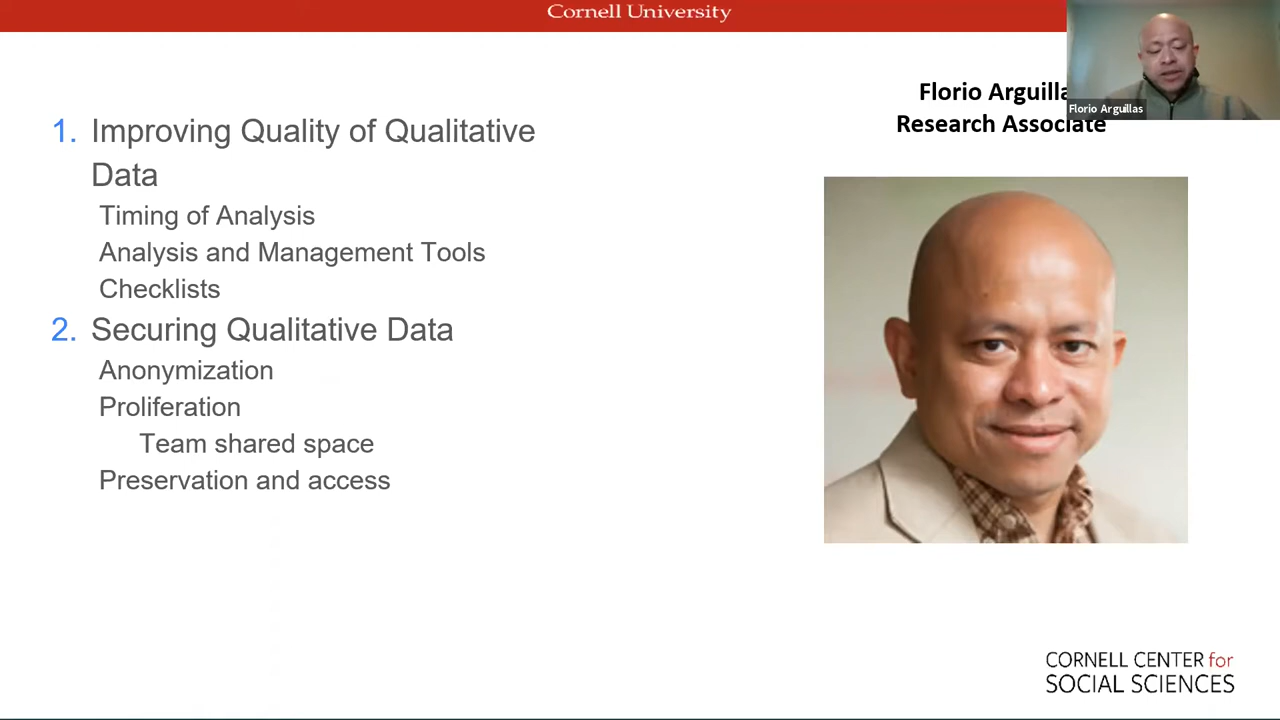 Cornell University
Florio Arguilla
Research Associate
Florio Arguillas
1. Improving Quality of Qualitative
Data
Timing of Analysis
Analysis and Management Tools
Checklists
2. Securing Qualitative Data
Anonymization
Proliferation
Team shared space
Preservation and access
CORNELL CENTER for
SOCIAL SCIENCES